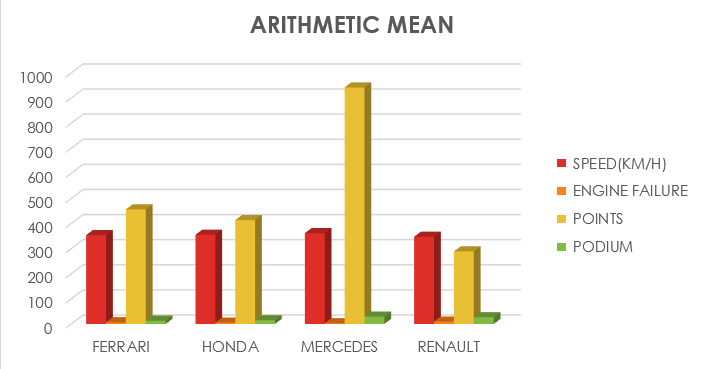 ARITHMETIC MEAN
1000
900
800
700
600
500
400
300
200
100
0
FERRARI HONDA MERCEDES RENAULT
SPEED(KM/H)
ENGINE FAILURE
POINTS
PODIUM